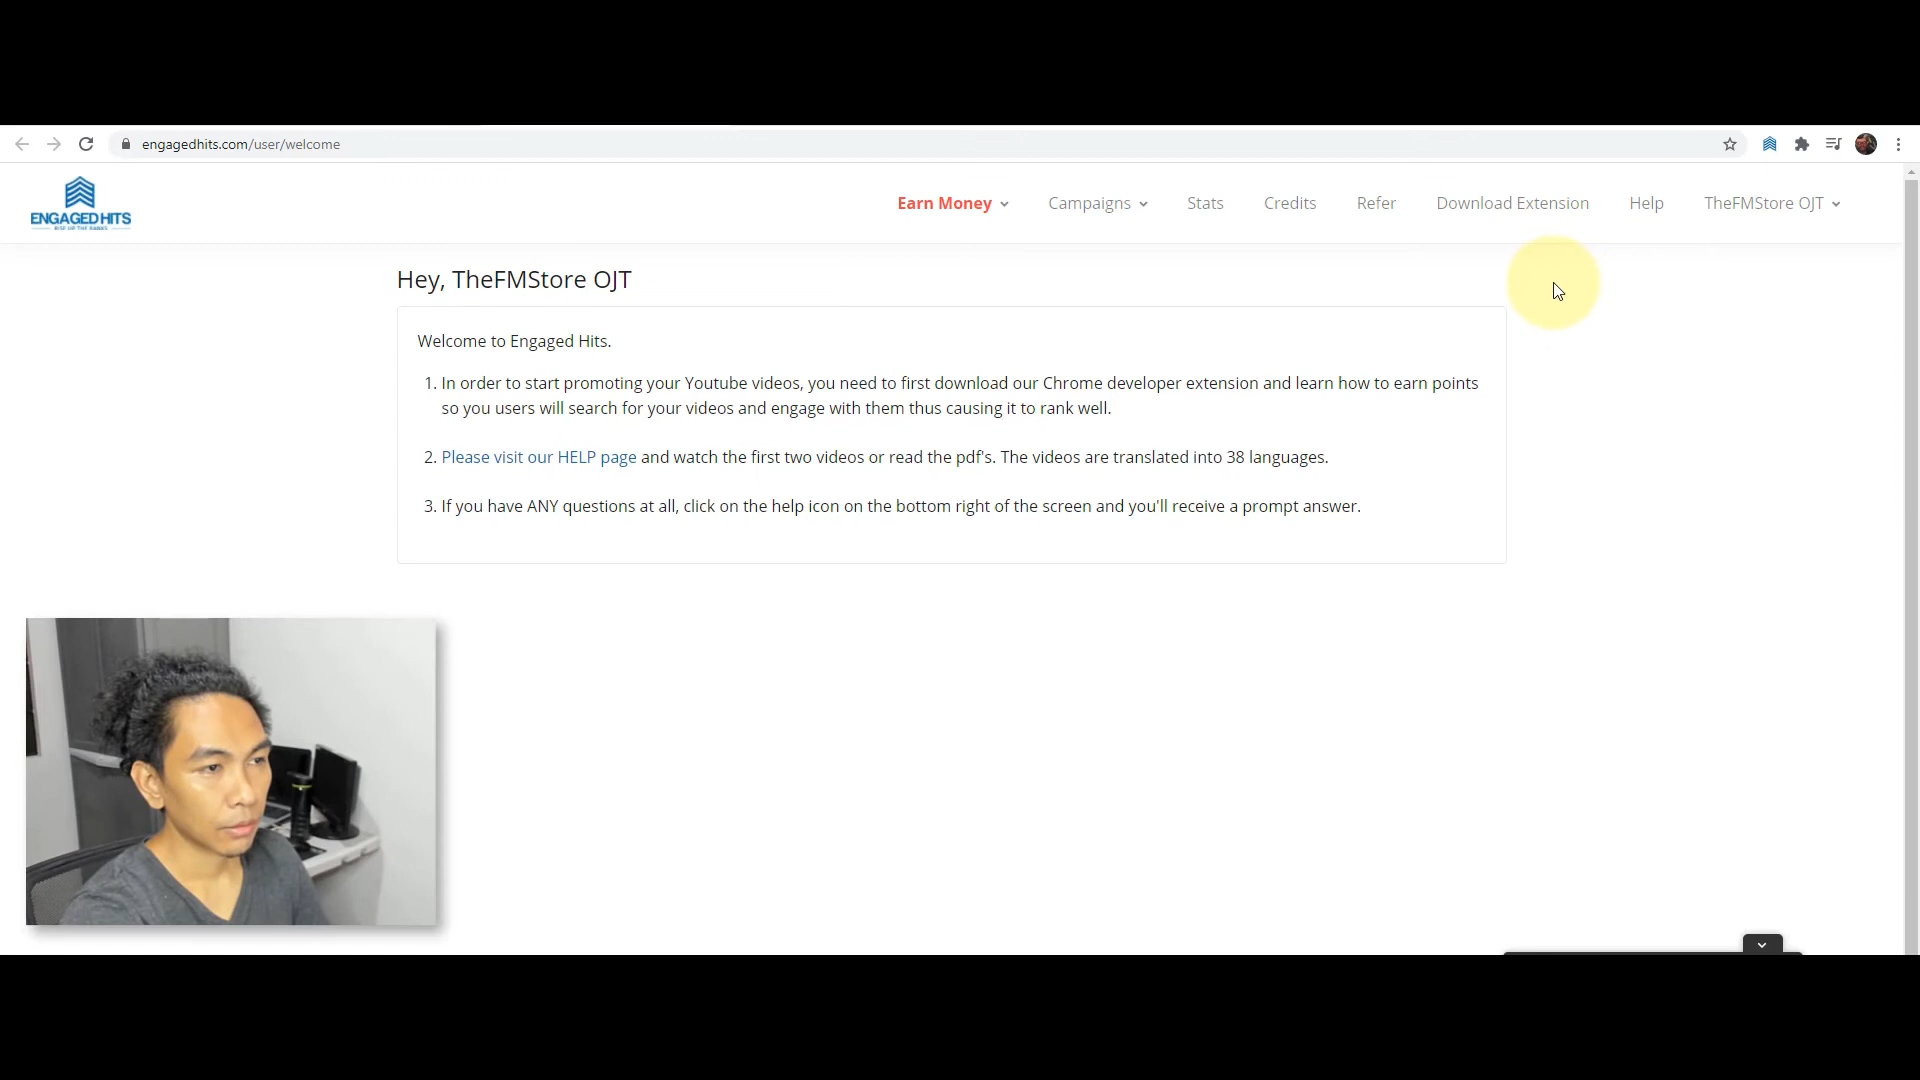 engagedhits.com/user/welcome
ENGAGED HITS
RISE UP THE RANKS
Earn Money
Campaigns
Stats
Credits
Refer
Download Extension
Help
TheFMStore OJT
Hey, TheFMStore OJT
Welcome to Engaged Hits.
1. In order to start promoting your Youtube videos, you need to first download our Chrome developer extension and learn how to earn points
so you users will search for your videos and engage with them thus causing it to rank well.
2. Please visit our HELP page and watch the first two videos or read the pdf's. The videos are translated into 38 languages.
3. If you have ANY questions at all, click on the help icon on the bottom right of the screen and you'll receive a prompt answer.